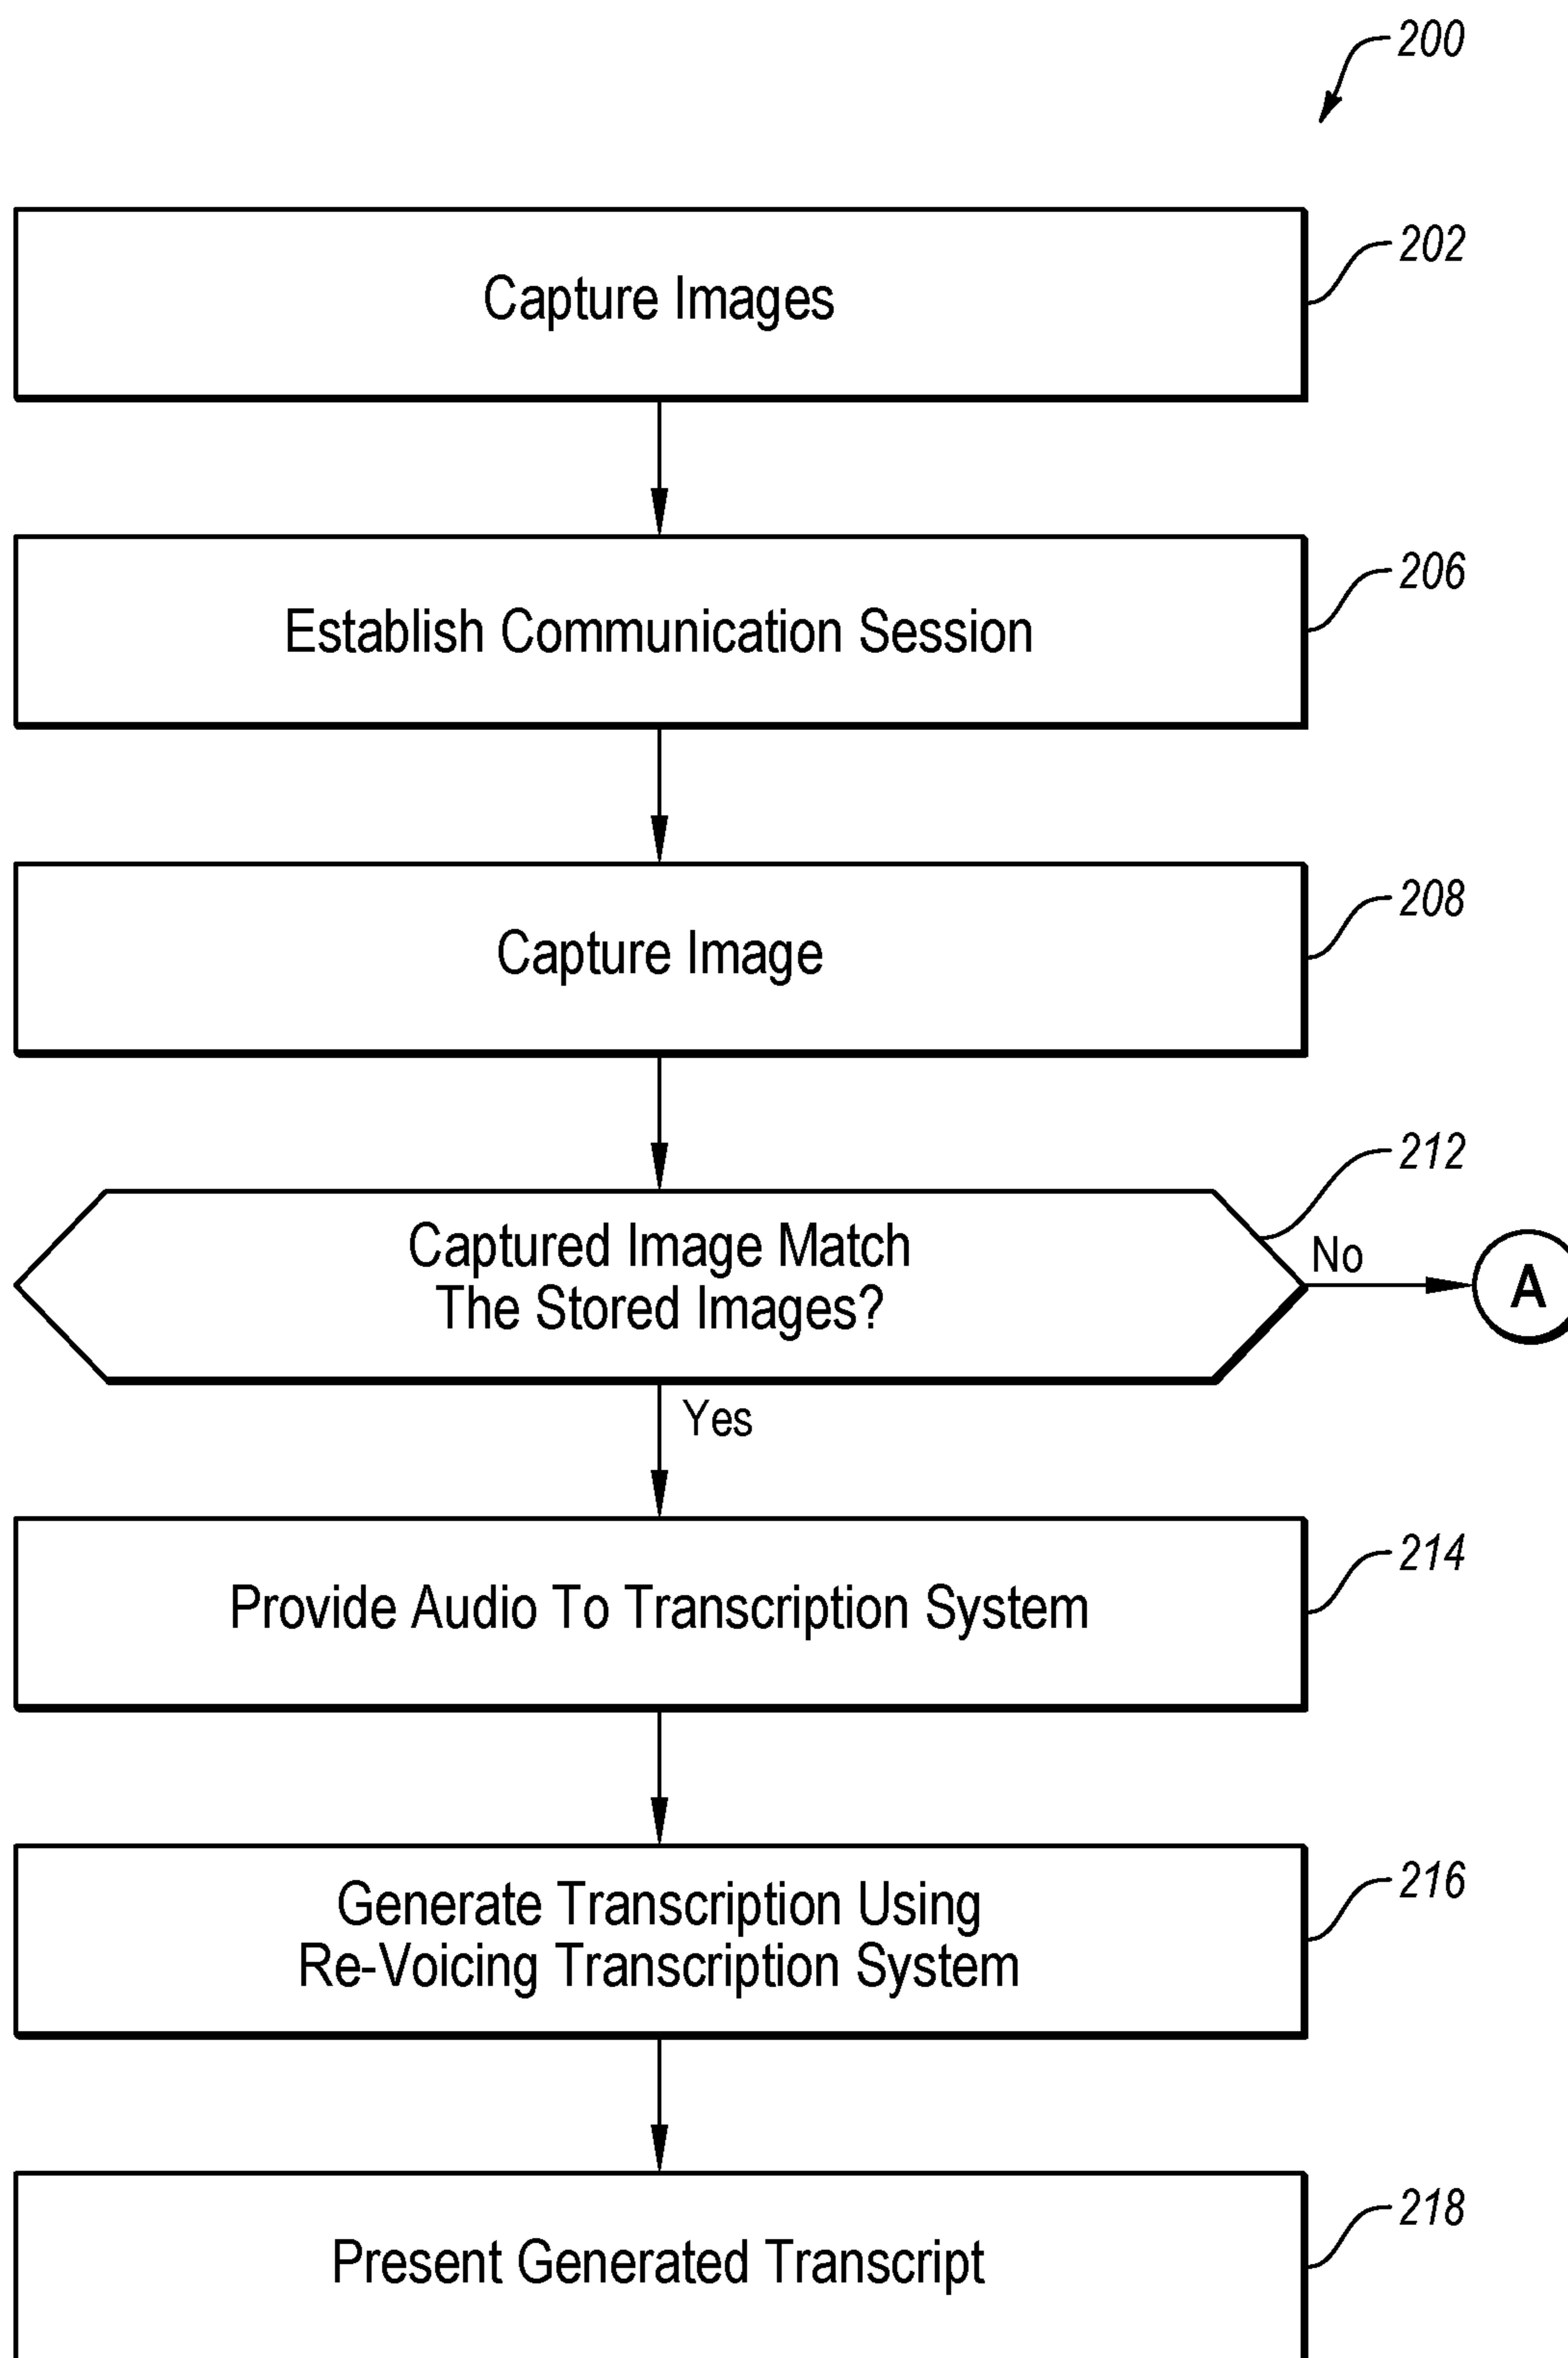 200
Capture Images
202
Establish Communication Session
206
Capture Image
208
Captured Image Match
The Stored Images?
212
No
A
Yes
Provide Audio To Transcription System
214
Generate Transcription Using
Re-Voicing Transcription System
216
Present Generated Transcript
218